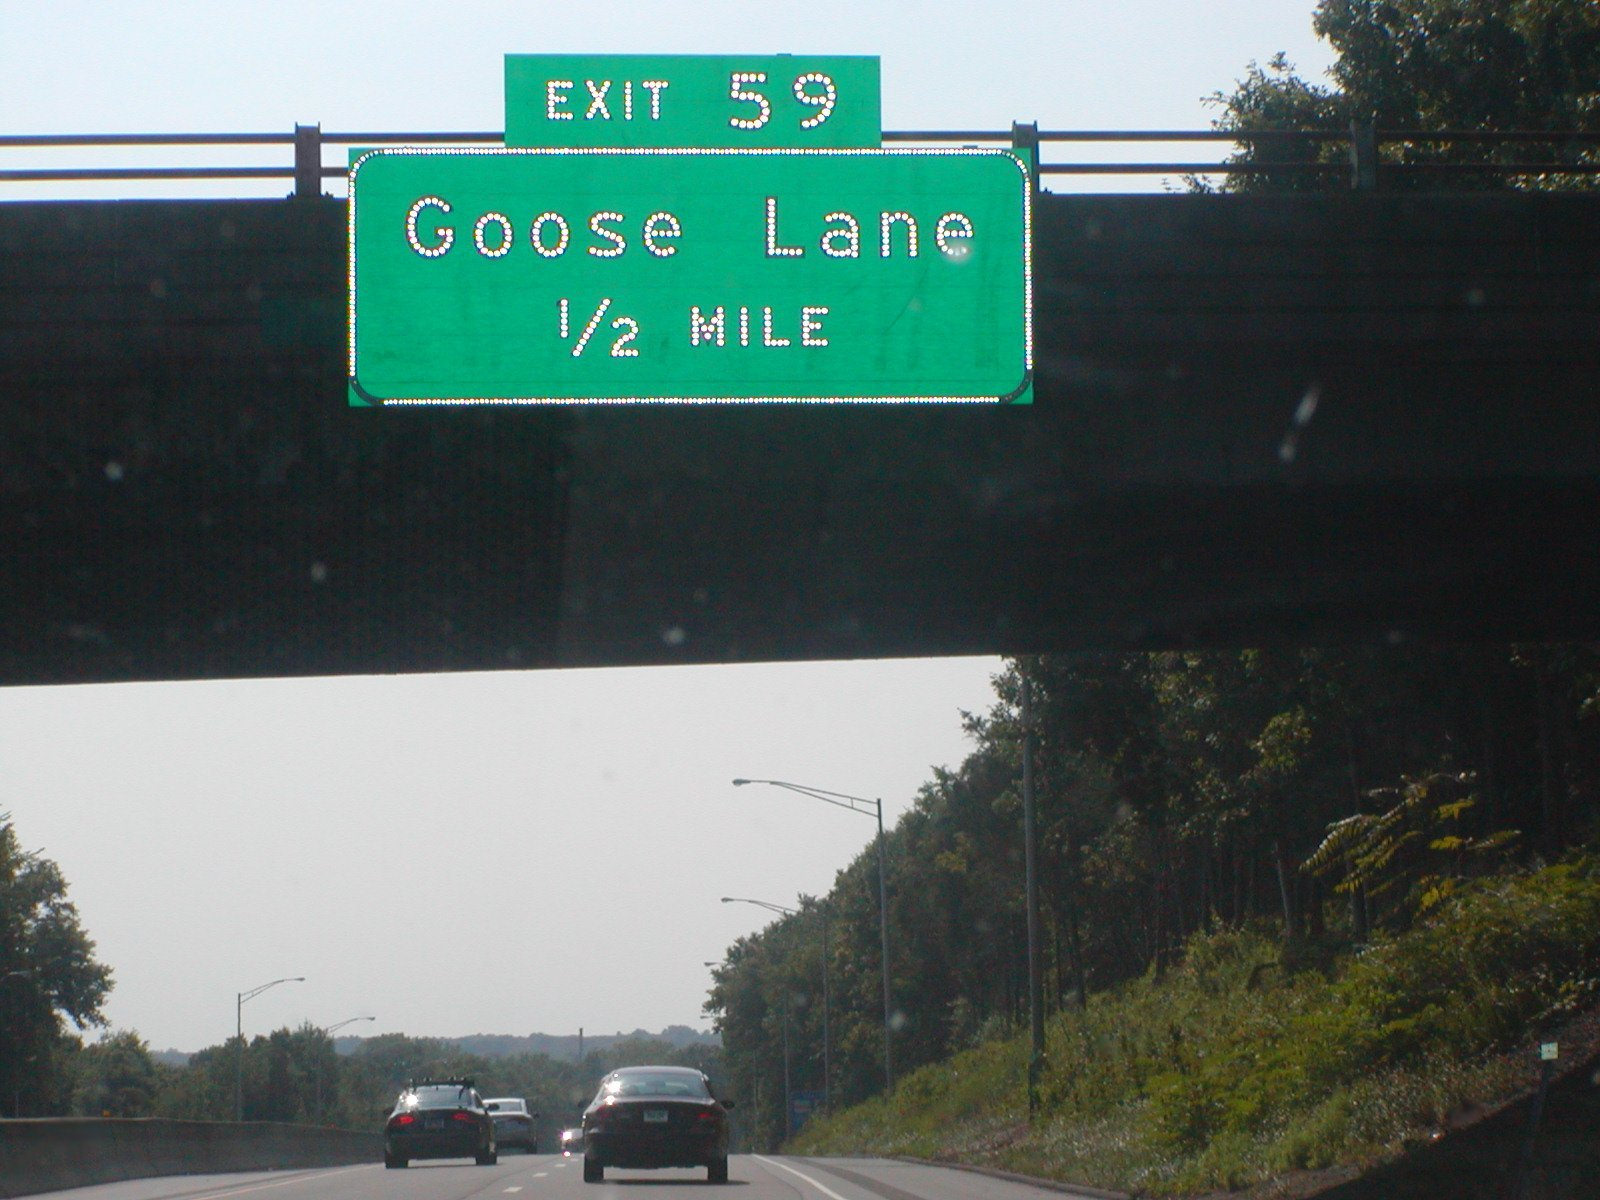 EXIT 59
Goose Lane
1/2 MILE